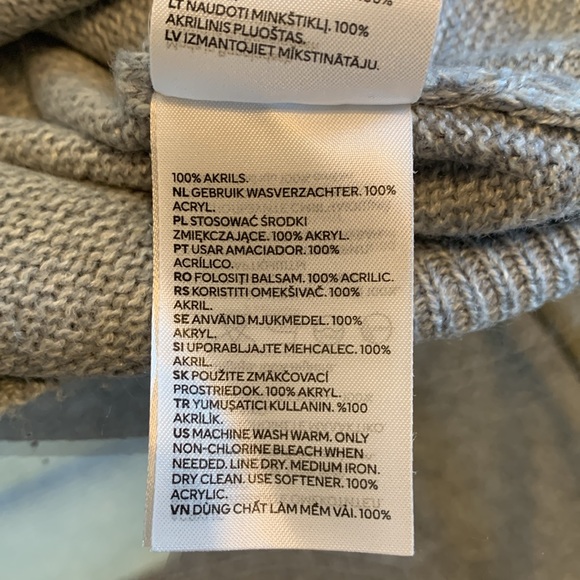 LT NAUDOTI MINKŠTIKLĮ. 100%
AKRILINIS PLUOŠTAS.
LV IZMANTOJIET MĪKSTINĀTĀJU.
100% AKRILS.
NL GEBRUIK WASVERZACHTER. 100%
ACRYL.
PL STOSOWAĆ ŚRODKI
ZMIĘKCZAJĄCE. 100% AKRYL.
PT USAR AMACIADOR. 100%
ACRÍLICO.
RO FOLOSIȚI BALSAM. 100% ACRILIC.
RS KORISTITI OMEKŠIVAČ. 100%
AKRIL.
SE ANVÄND MJUKMEDEL. 100%
AKRYL.
SI UPORABLJAJTE MEHČALEC. 100%
AKRIL.
SK POUŽITE ZMÄKČOVACÍ
PROSTRIEDOK. 100% AKRYL.
TR YUMUŞATICI KULLANIN. %100
AKRİLİK.
US MACHINE WASH WARM. ONLY
NON-CHLORINE BLEACH WHEN
NEEDED. LINE DRY. MEDIUM IRON.
DRY CLEAN. USE SOFTENER. 100%
ACRYLIC.
VN DÙNG CHẤT LÀM MỀM VẢI. 100%